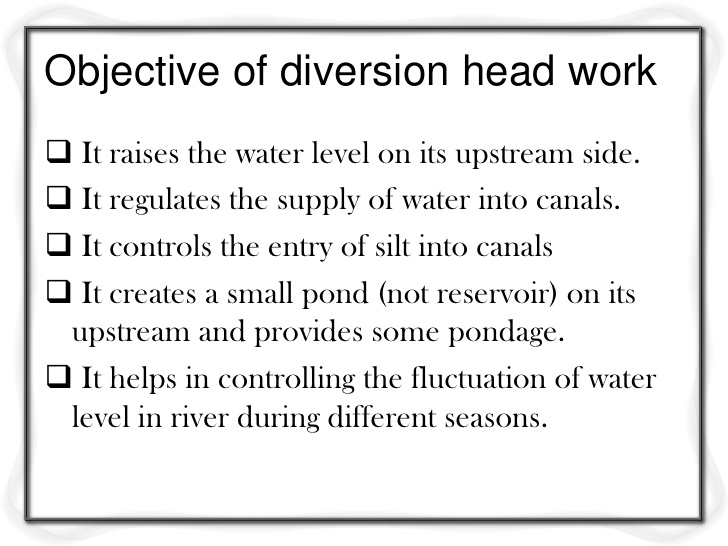 Objective of diversion head work
❑ It raises the water level on its upstream side.
❑ It regulates the supply of water into canals.
❑ It controls the entry of silt into canals
❑ It creates a small pond (not reservoir) on its
upstream and provides some pondage.
❑ It helps in controlling the fluctuation of water
level in river during different seasons.